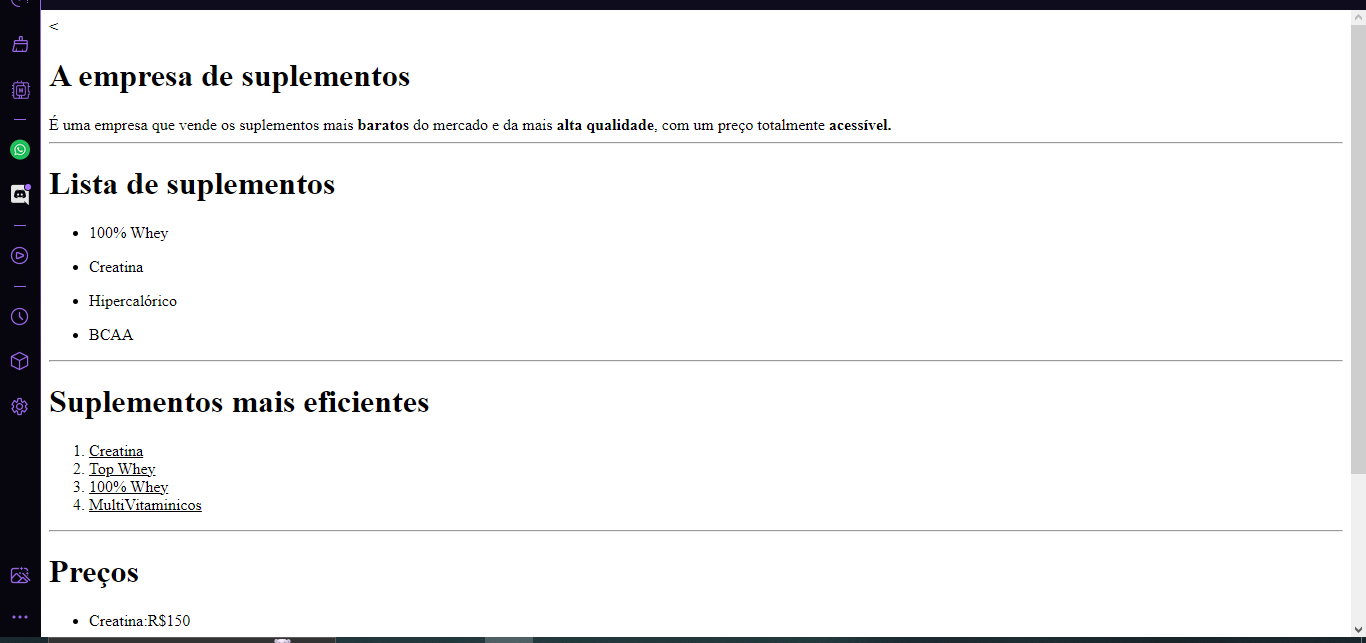 <
A empresa de suplementos
É uma empresa que vende os suplementos mais baratos do mercado e da mais alta qualidade, com um preço totalmente acessível.
Lista de suplementos
100% Whey
Creatina
Hipercalórico
BCAA
Suplementos mais eficientes
1. Creatina
2. Top Whey
3. 100% Whey
4. MultiVitaminicos
Preços
Creatina:R$150